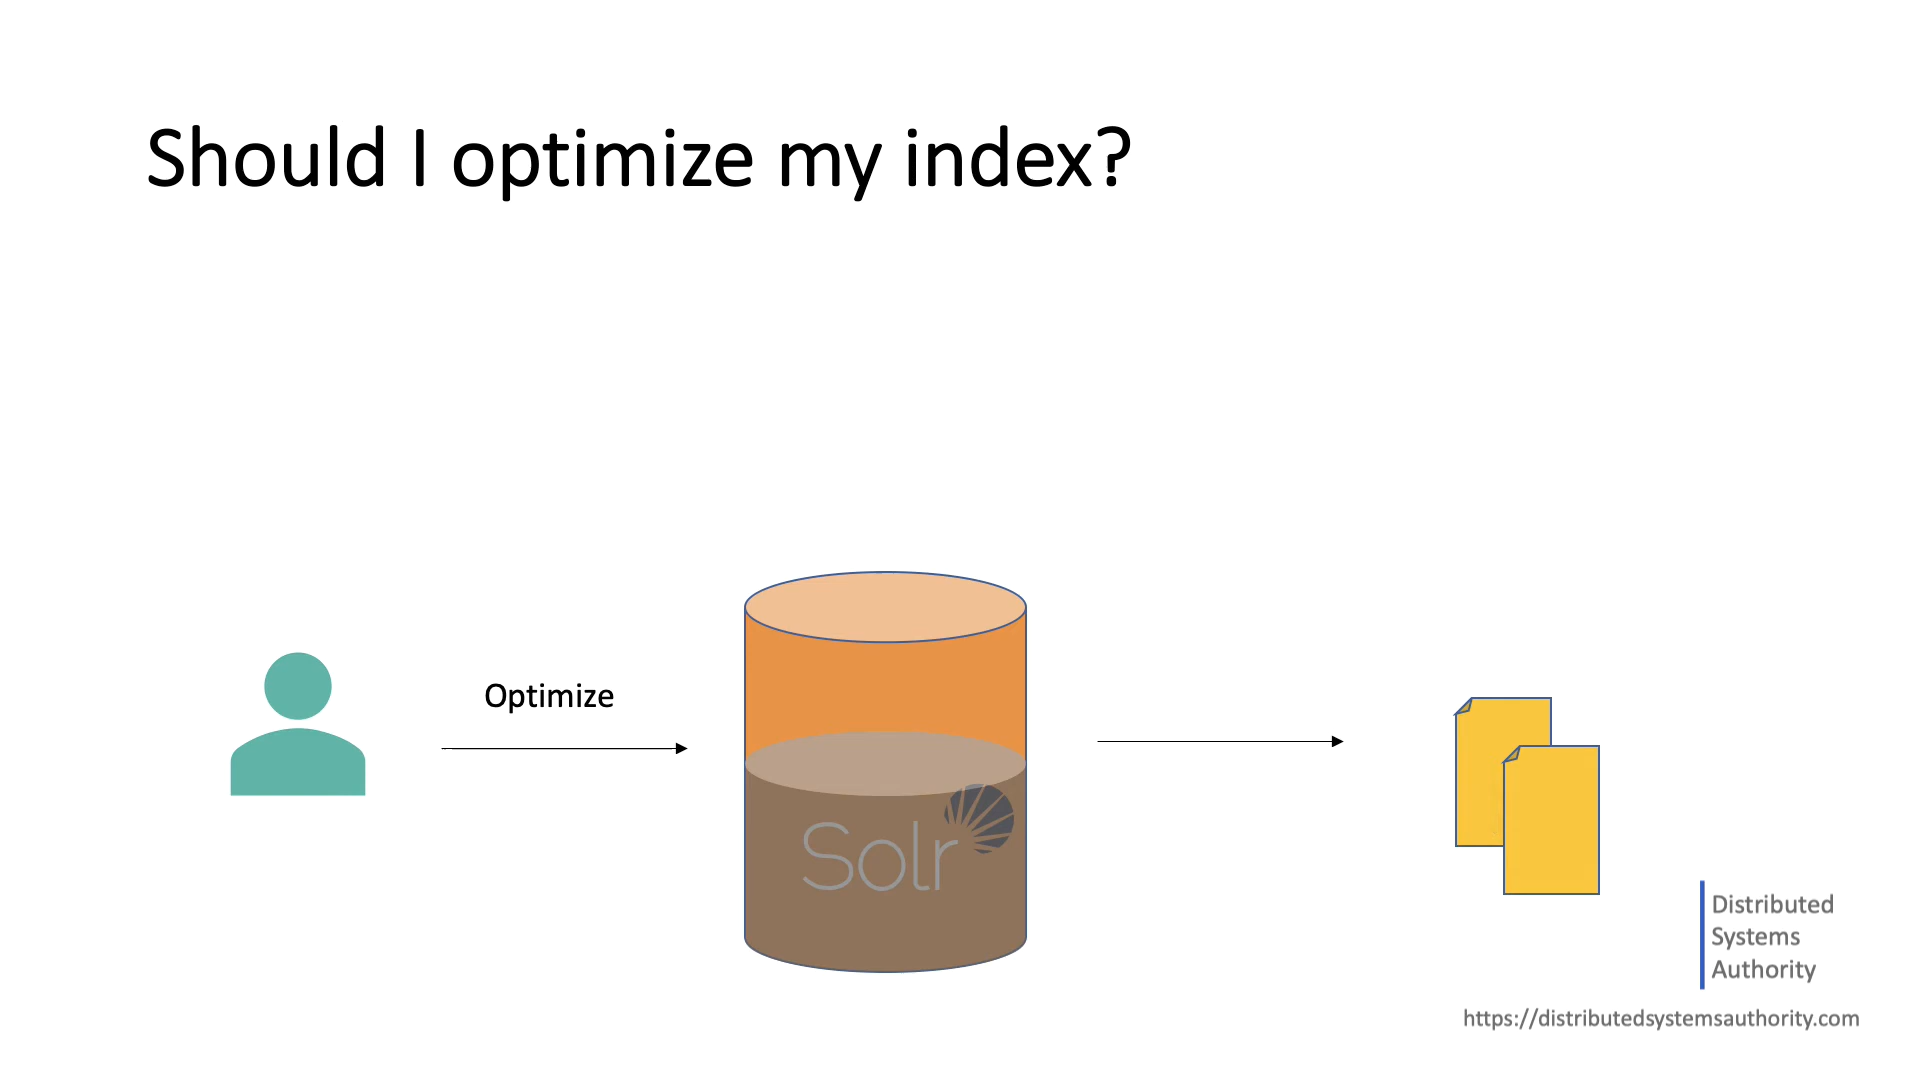 Should I optimize my index?
Optimize
Solr
Distributed
Systems
Authority
https://distributedsystemsauthority.com